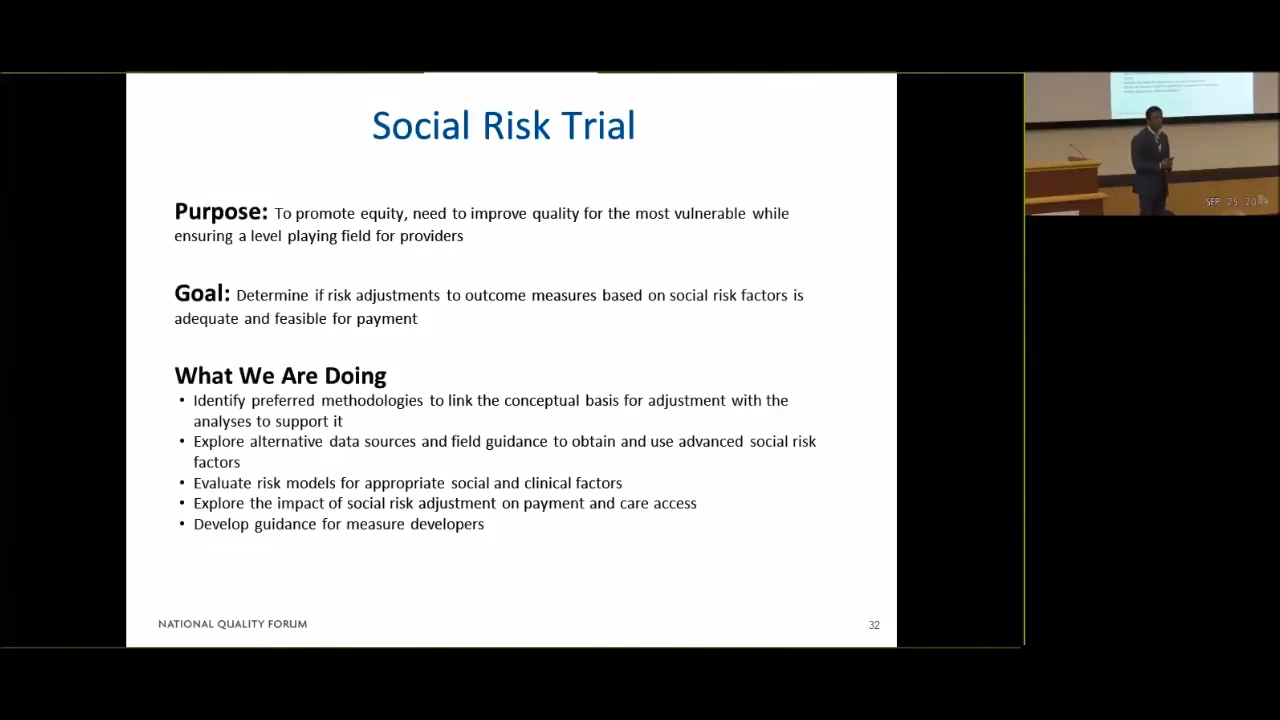 Social Risk Trial
Purpose: To promote equity, need to improve quality for the most vulnerable while
ensuring a level playing field for providers
Goal: Determine if risk adjustments to outcome measures based on social risk factors is
adequate and feasible for payment
What We Are Doing
• Identify preferred methodologies to link the conceptual basis for adjustment with the
analyses to support it
• Explore alternative data sources and field guidance to obtain and use advanced social risk
factors
• Evaluate risk models for appropriate social and clinical factors
• Explore the impact of social risk adjustment on payment and care access
• Develop guidance for measure developers
NATIONAL QUALITY FORUM
32
SEP 25 2019